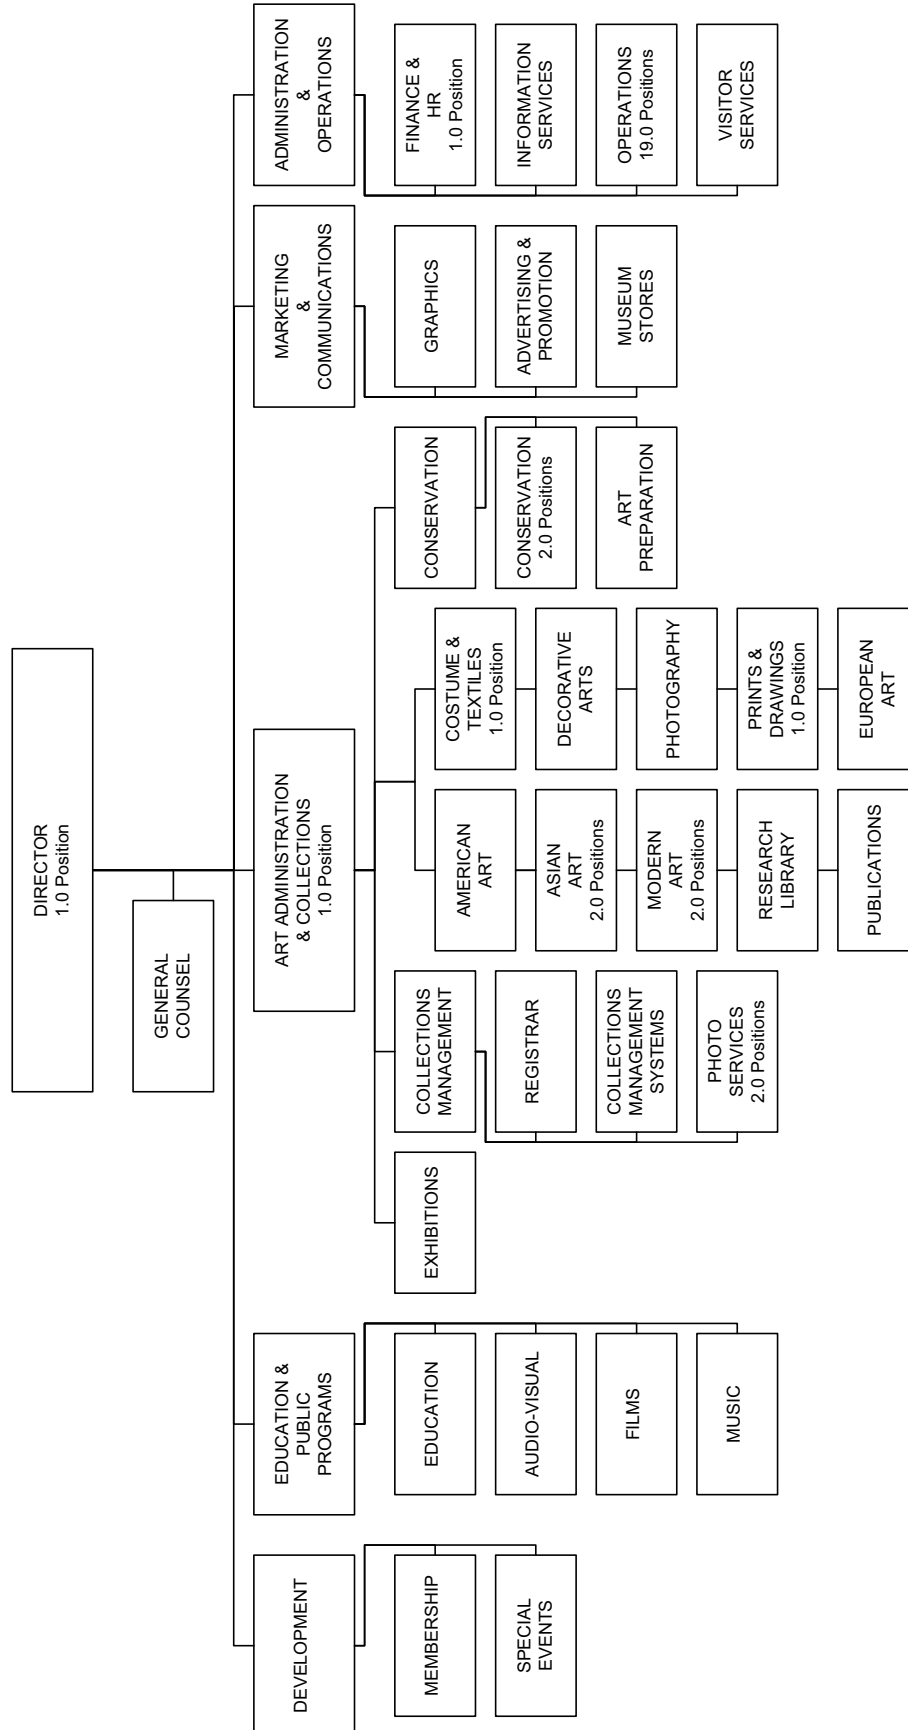 DIRECTOR
1.0 Position
GENERAL
COUNSEL
DEVELOPMENT
MEMBERSHIP
SPECIAL
EVENTS
EDUCATION &
PUBLIC
PROGRAMS
EDUCATION
AUDIO-VISUAL
FILMS
MUSIC
ART ADMINISTRATION
& COLLECTIONS
1.0 Position
EXHIBITIONS
COLLECTIONS
MANAGEMENT
REGISTRAR
COLLECTIONS
MANAGEMENT
SYSTEMS
PHOTO
SERVICES
2.0 Positions
AMERICAN
ART
ASIAN
ART
2.0 Positions
MODERN
ART
2.0 Positions
RESEARCH
LIBRARY
PUBLICATIONS
COSTUME &
TEXTILES
1.0 Position
DECORATIVE
ARTS
PHOTOGRAPHY
PRINTS &
DRAWINGS
1.0 Position
EUROPEAN
ART
CONSERVATION
CONSERVATION
2.0 Positions
ART
PREPARATION
MARKETING
&
COMMUNICATIONS
GRAPHICS
ADVERTISING &
PROMOTION
MUSEUM
STORES
ADMINISTRATION
&
OPERATIONS
FINANCE &
HR
1.0 Position
INFORMATION
SERVICES
OPERATIONS
19.0 Positions
VISITOR
SERVICES